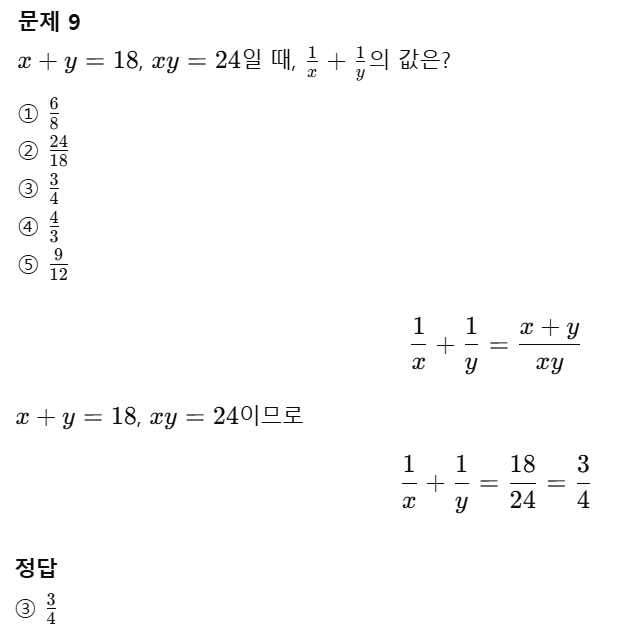 문제 9
x + y = 18, xy = 24일 때, 1/x + 1/y의 값은?
① 6/8
② 24/18
③ 3/4
④ 4/3
⑤ 9/12
1/x + 1/y = (x + y)/xy
x + y = 18, xy = 24이므로
1/x + 1/y = 18/24 = 3/4
정답
③ 3/4